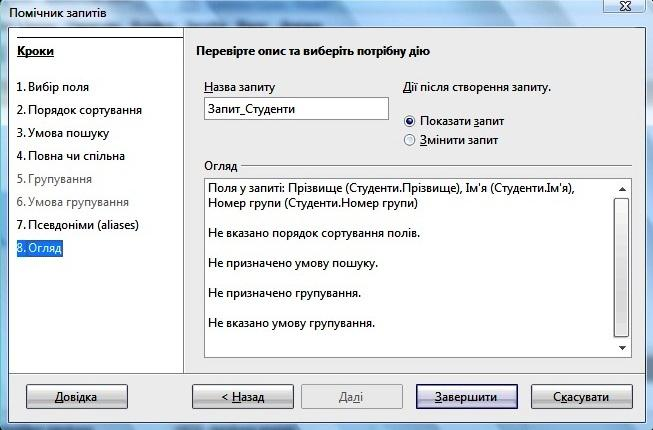 Помічник запитів
Кроки
1. Вибір поля
2. Порядок сортування
3. Умова пошуку
4. Повна чи спільна
5. Групування
6. Умова групування
7. Псевдоніми (aliases)
8. Огляд
Перевірте опис та виберіть потрібну дію
Назва запиту
Запит_Студенти
Дії після створення запиту.
Показати запит
Змінити запит
Огляд
Поля у запиті: Прізвище (Студенти.Прізвище), Ім'я (Студенти.Ім'я),
Номер групи (Студенти.Номер групи)
Не вказано порядок сортування полів.
Не призначено умову пошуку.
Не призначено групування.
Не вказано умову групування.
Довідка
< Назад
Далі
Завершити
Скасувати